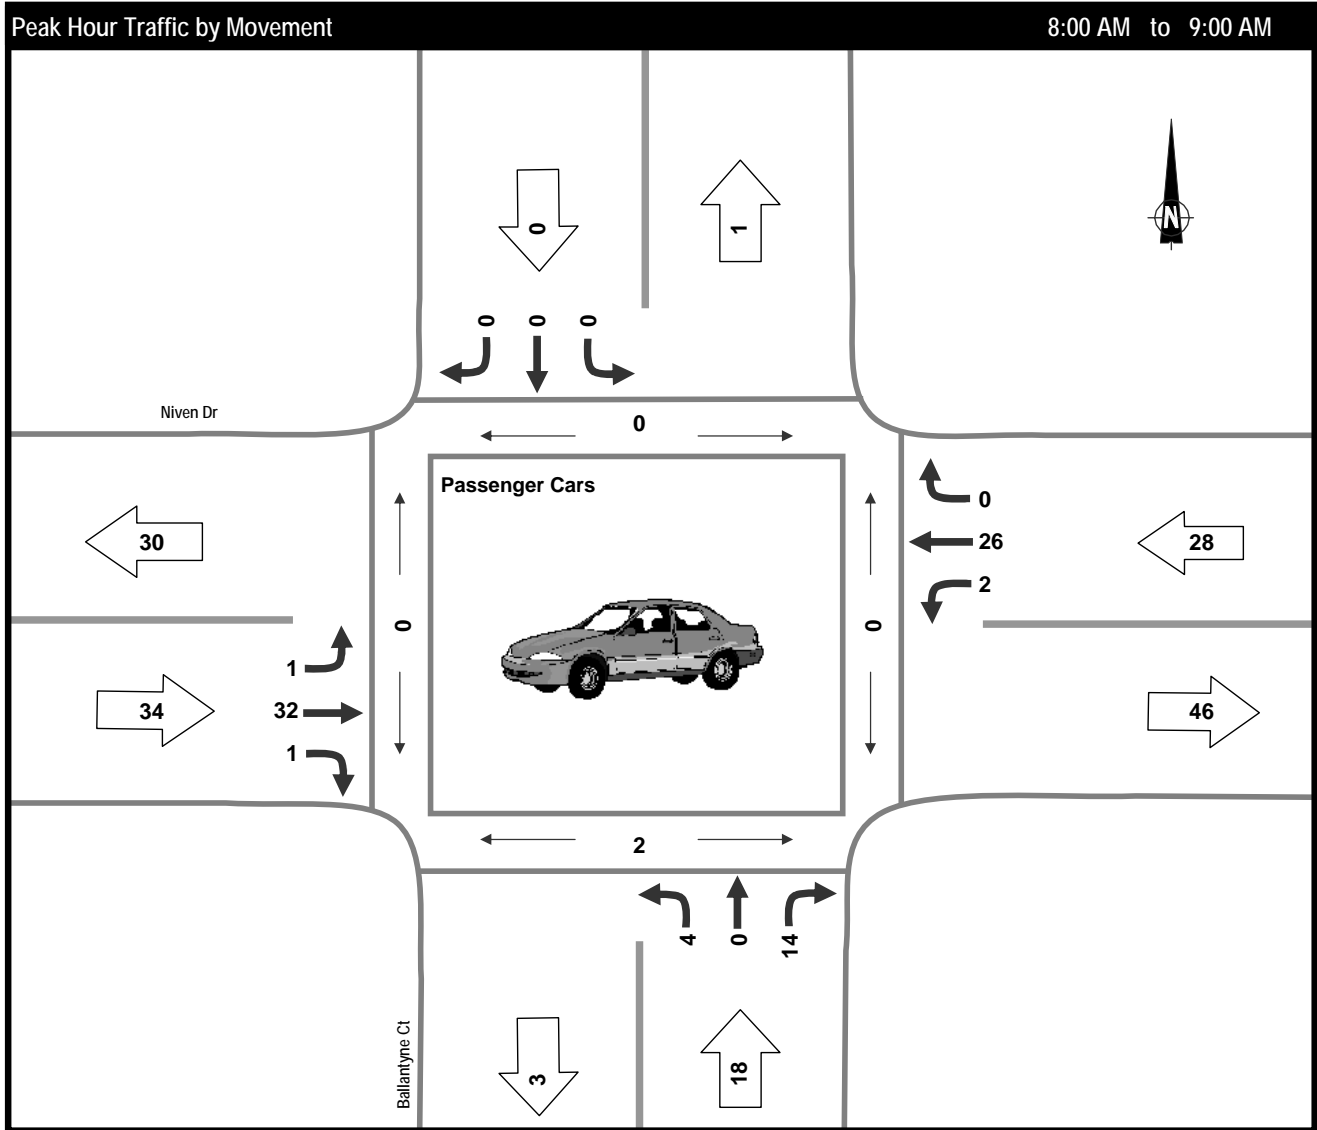 Peak Hour Traffic by Movement 8:00 AM to 9:00 AM
0 1
N
0 0 0
Niven Dr
0
Passenger Cars
0
30 26 28
2
0 0
1
34 32 46
1
2
4 0 14
Ballantyne Ct
3 18